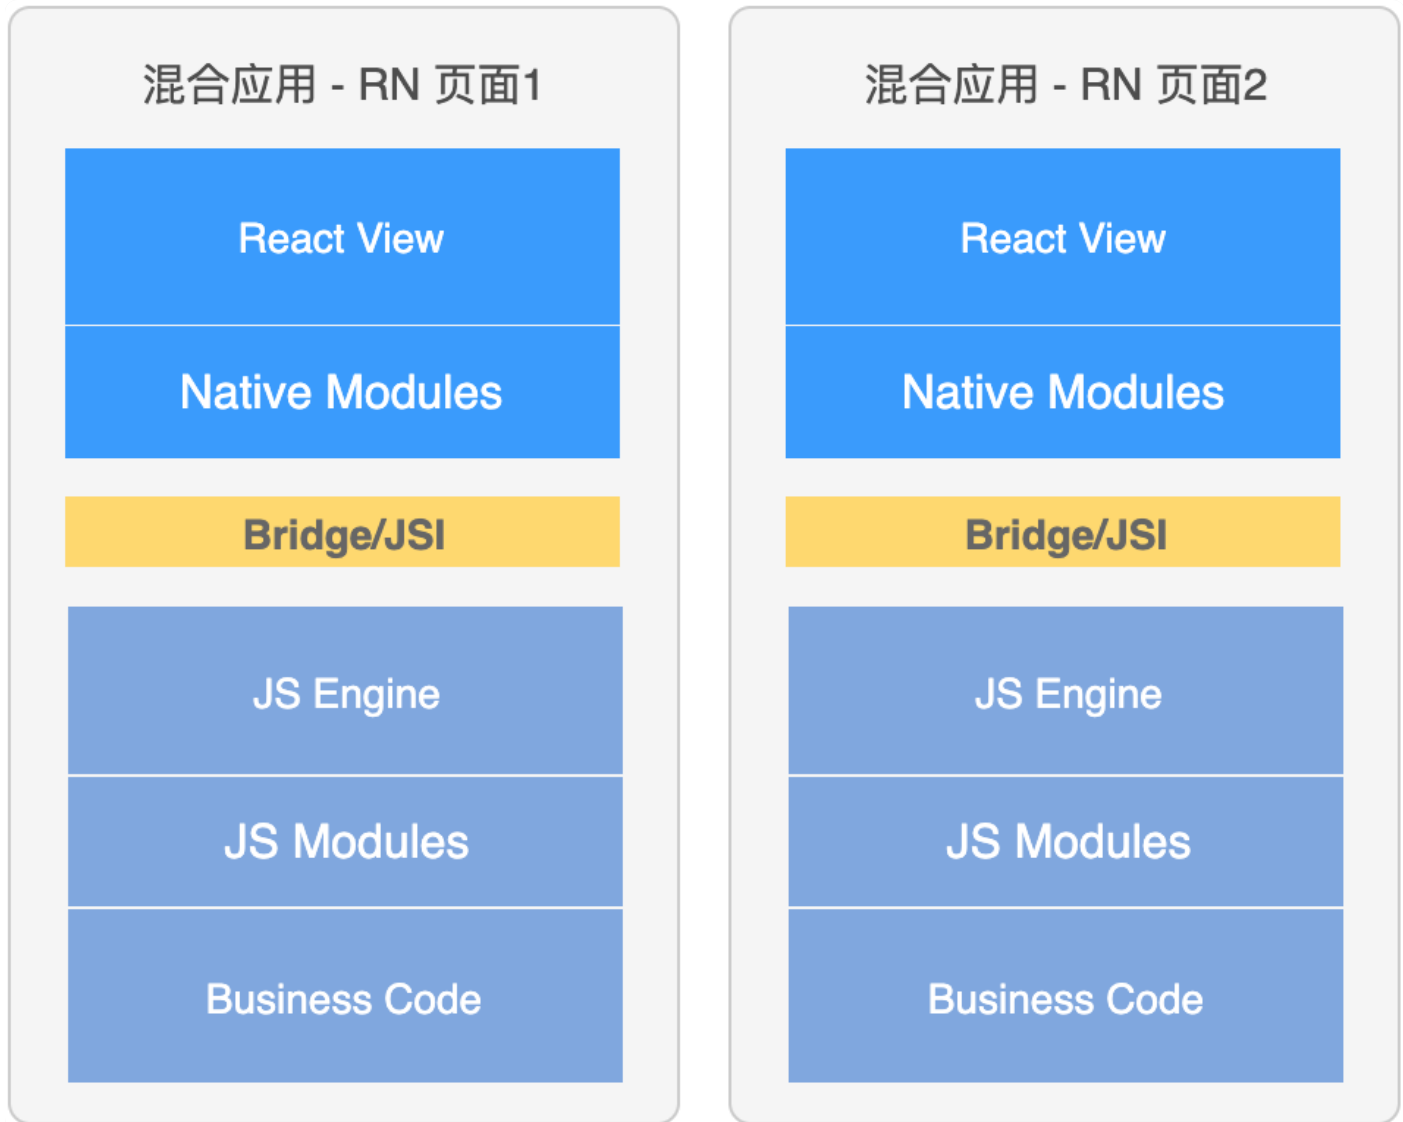 混合应用 - RN 页面1
React View
Native Modules
Bridge/JSI
JS Engine
JS Modules
Business Code
混合应用 - RN 页面2
React View
Native Modules
Bridge/JSI
JS Engine
JS Modules
Business Code